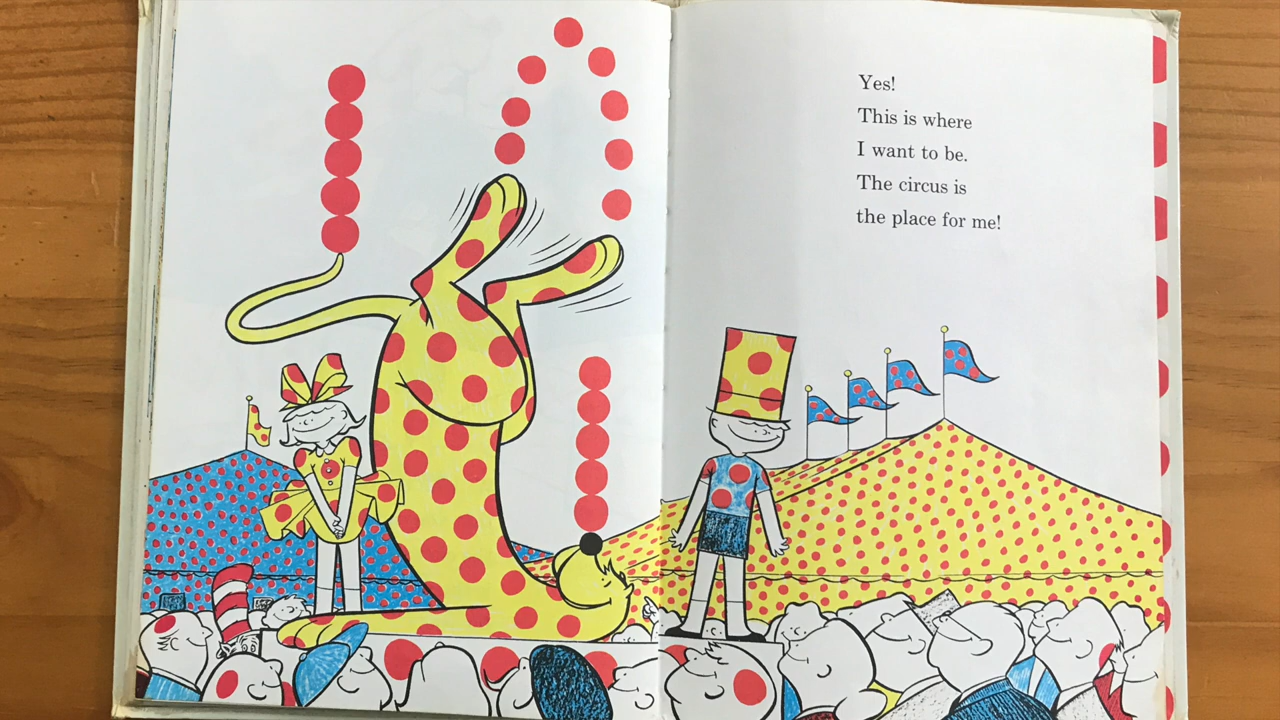 Yes!
This is where
I want to be.
The circus is
the place for me!